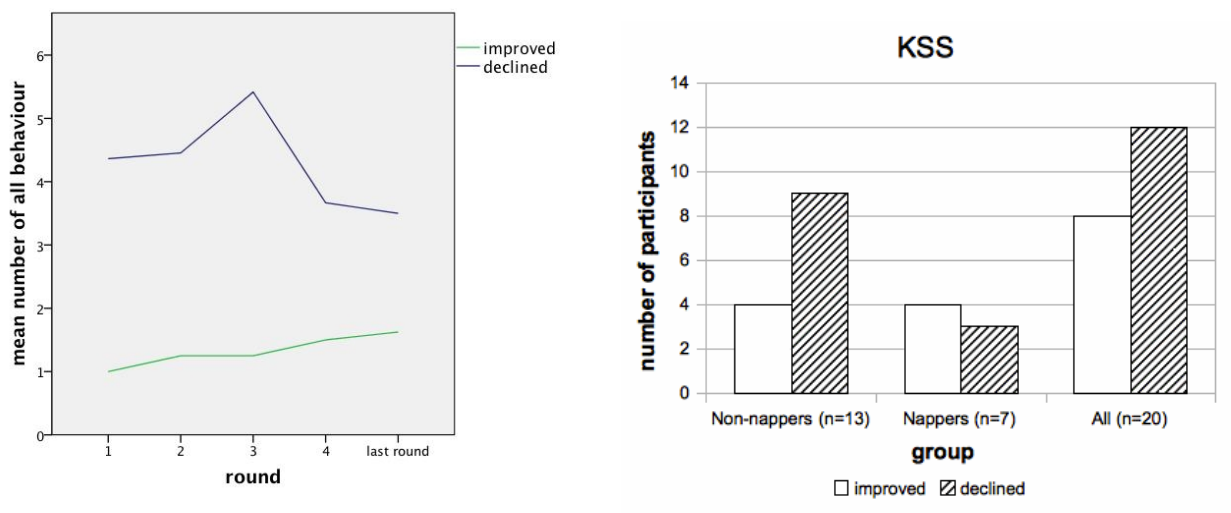 mean number of all behaviour
6
5
4
3
2
1
0
1 2 3 4 last round
round
improved
declined
KSS
number of participants
14
12
10
8
6
4
2
0
Non-nappers (n=13) Nappers (n=7) All (n=20)
group
improved declined